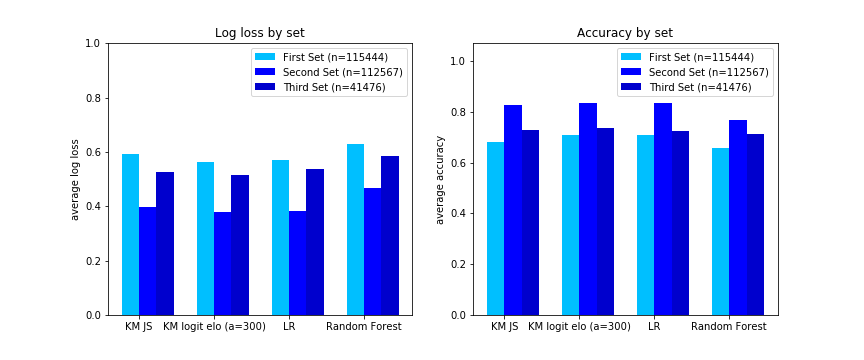 Log loss by set
1.0
0.8
0.6
0.4
0.2
0.0
average log loss
First Set (n=115444)
Second Set (n=112567)
Third Set (n=41476)
KM JS
KM logit elo (a=300)
LR
Random Forest
Accuracy by set
1.0
0.8
0.6
0.4
0.2
0.0
average accuracy
First Set (n=115444)
Second Set (n=112567)
Third Set (n=41476)
KM JS
KM logit elo (a=300)
LR
Random Forest